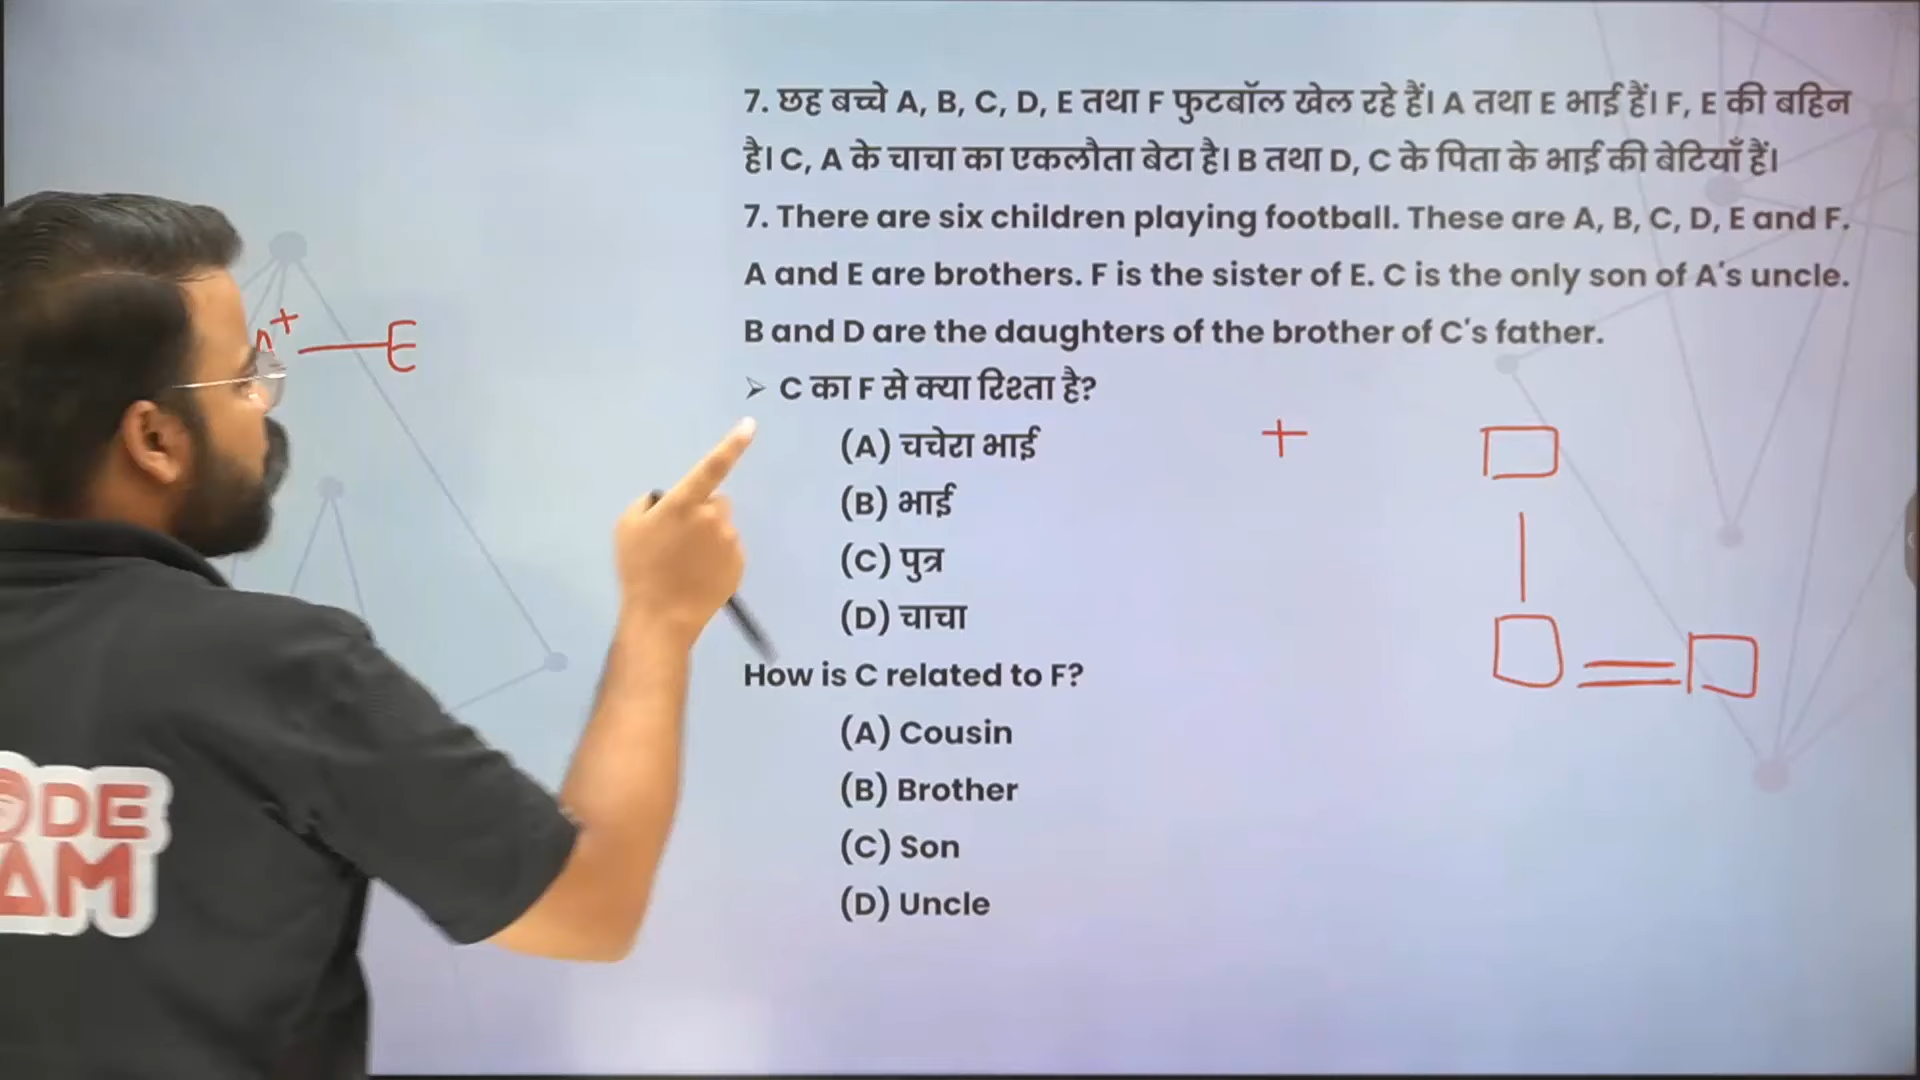 7. छह बच्चे A, B, C, D, E तथा F फुटबॉल खेल रहे हैं। A तथा E भाई हैं। F, E की बहिन
है। C, A के चाचा का एकलौता बेटा है। B तथा D, C के पिता के भाई की बेटियाँ हैं।
7. There are six children playing football. These are A, B, C, D, E and F.
A and E are brothers. F is the sister of E. C is the only son of A's uncle.
B and D are the daughters of the brother of C's father.
+ E
➢ C का F से क्या रिश्ता है?
(A) चचेरा भाई
+
(B) भाई
(C) पुत्र
(D) चाचा
How is C related to F?
(A) Cousin
(B) Brother
(C) Son
(D) Uncle
ODE
AM